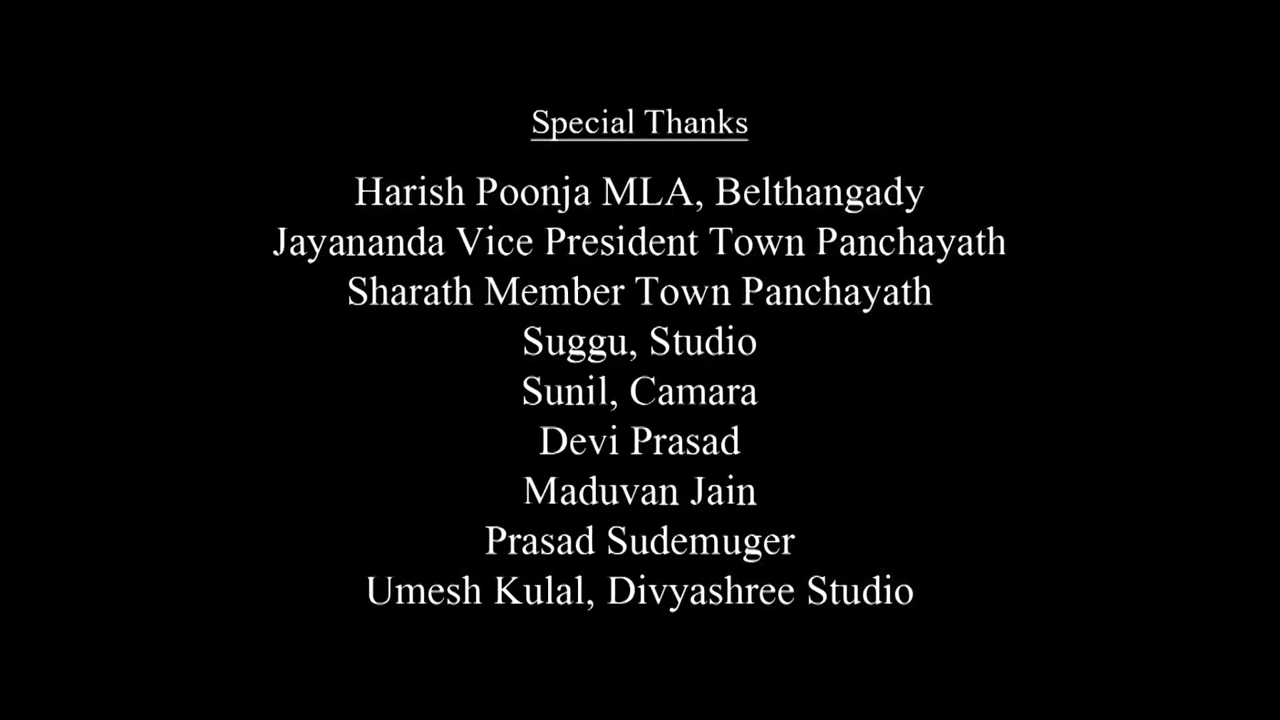 Special Thanks
Harish Poonja MLA, Belthangady
Jayananda Vice President Town Panchayath
Sharath Member Town Panchayath
Suggu, Studio
Sunil, Camara
Devi Prasad
Maduvan Jain
Prasad Sudemuger
Umesh Kulal, Divyashree Studio